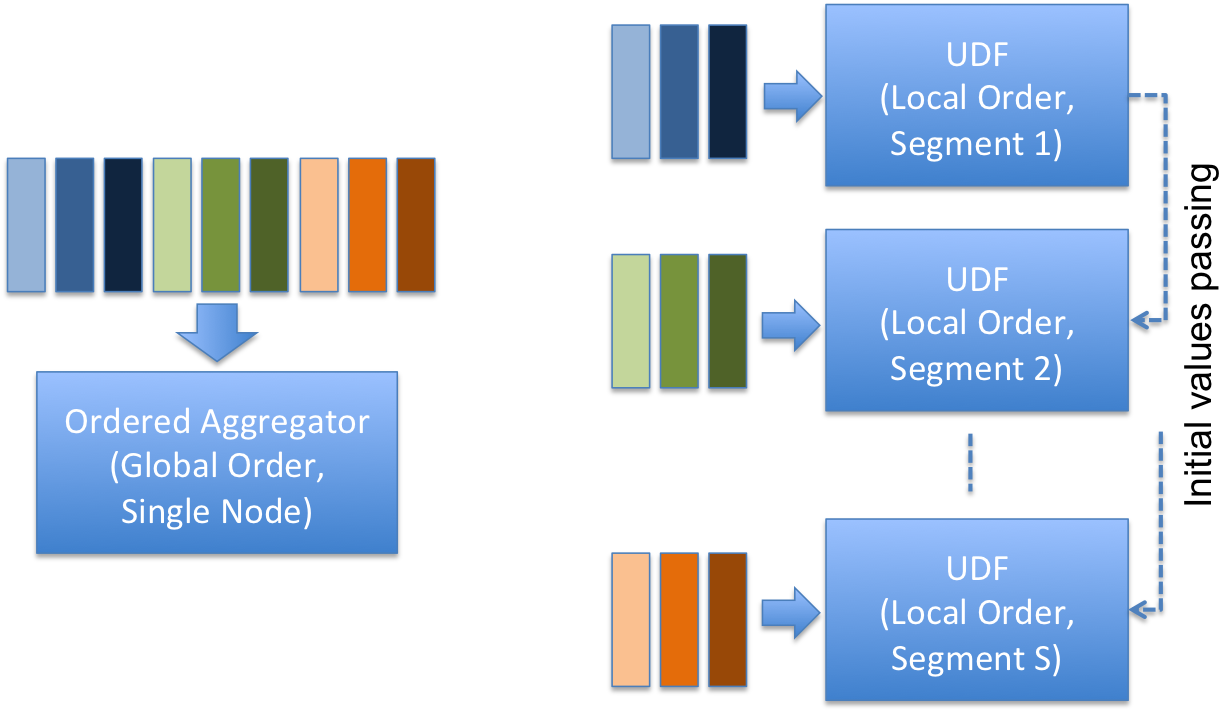 Ordered Aggregator
(Global Order,
Single Node)
UDF
(Local Order,
Segment 1)
UDF
(Local Order,
Segment 2)
UDF
(Local Order,
Segment S)
Initial values passing